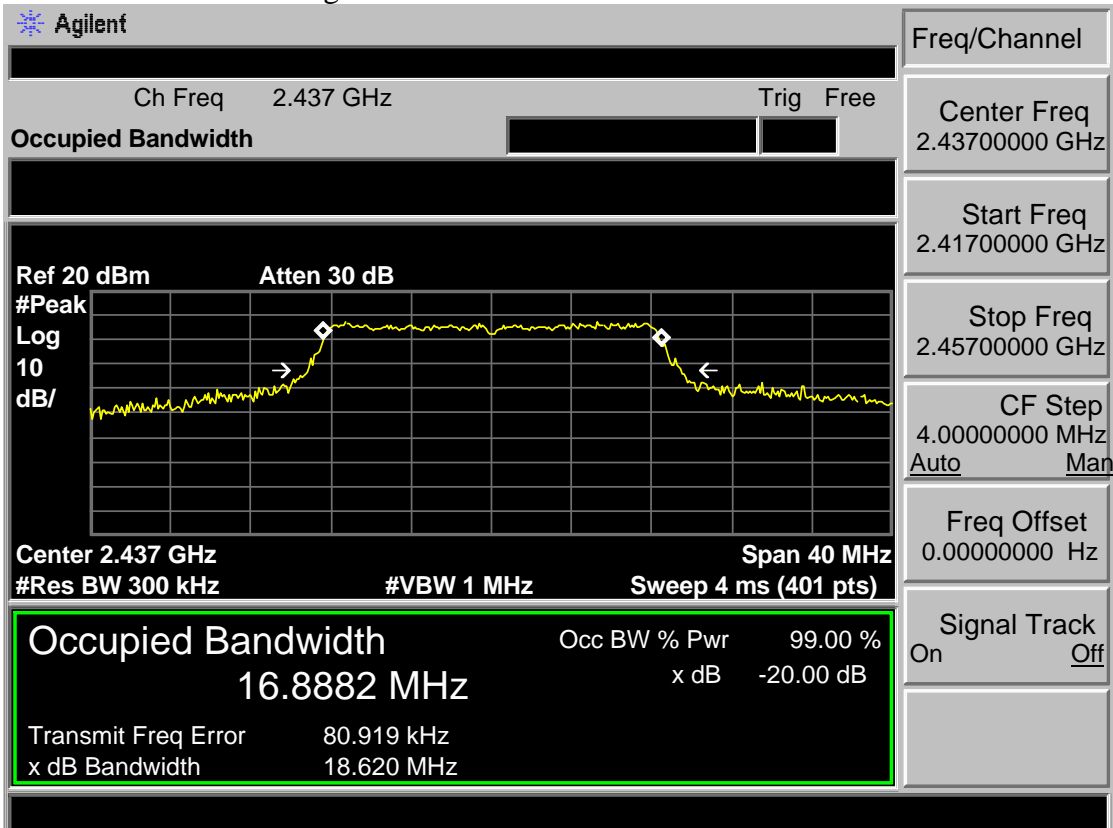 Agilent
Freq/Channel
Ch Freq 2.437 GHz Trig Free
Occupied Bandwidth
Center Freq
2.43700000 GHz
Start Freq
2.41700000 GHz
Stop Freq
2.45700000 GHz
CF Step
4.00000000 MHz
Auto Man
Freq Offset
0.00000000 Hz
Signal Track
On Off
Ref 20 dBm Atten 30 dB
#Peak
Log
10
dB/
Center 2.437 GHz Span 40 MHz
#Res BW 300 kHz #VBW 1 MHz Sweep 4 ms (401 pts)
Occupied Bandwidth
16.8882 MHz
Occ BW % Pwr 99.00 %
x dB -20.00 dB
Transmit Freq Error 80.919 kHz
x dB Bandwidth 18.620 MHz